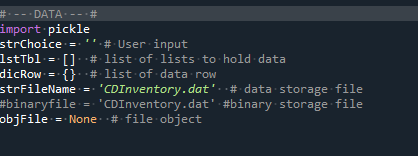 # -- DATA -- #
import pickle
strChoice = '' # User input
lstTbl = [] # list of lists to hold data
dicRow = {} # list of data row
strFileName = 'CDInventory.dat' # data storage file
#binaryfile = 'CDInventory.dat' #binary storage file
objFile = None # file object